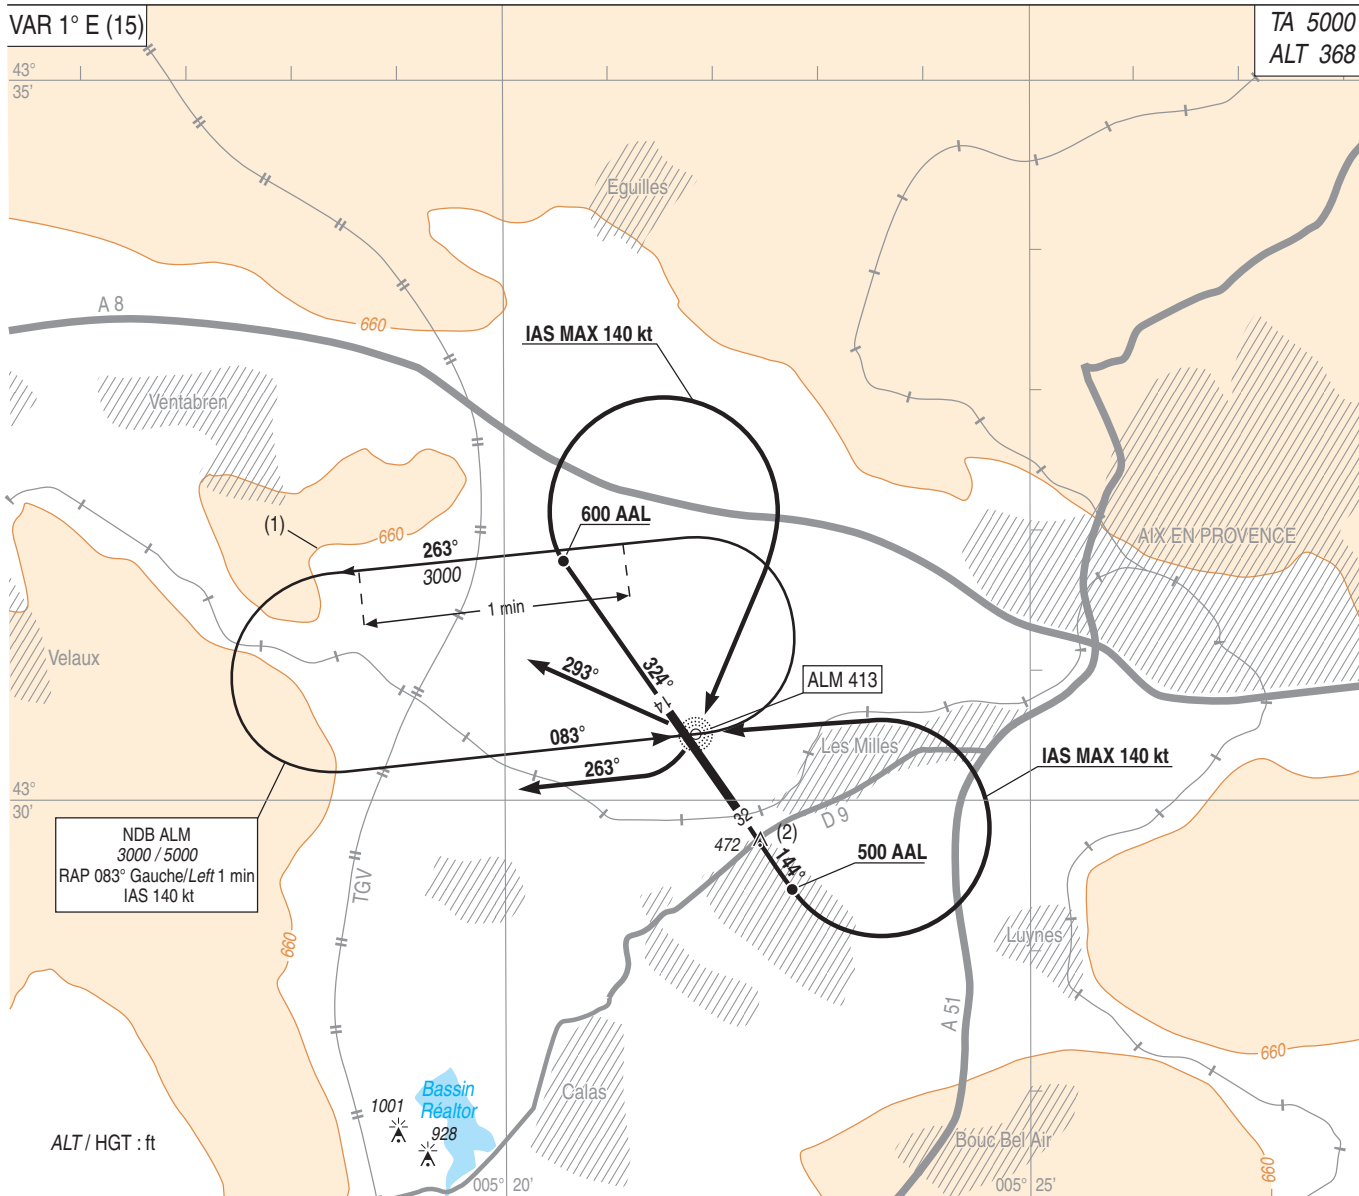 VAR 1° E (15)
TA 5000
ALT 368
43°
35'
Eguilles
A 8
660
IAS MAX 140 kt
Ventabren
(1)
660
600 AAL
263°
3000
1 min
AIX EN PROVENCE
Velaux
293°
324°
14
ALM 413
083°
Les Milles
263°
IAS MAX 140 kt
43°
30'
32
D 9
(2)
472
144°
500 AAL
NDB ALM
3000 / 5000
RAP 083° Gauche/Left 1 min
IAS 140 kt
TGV
660
Luynes
A 51
660
Bassin
Réaltor
Calas
1001
928
Bouc Bel Air
ALT / HGT : ft
660
005° 20'
005° 25'